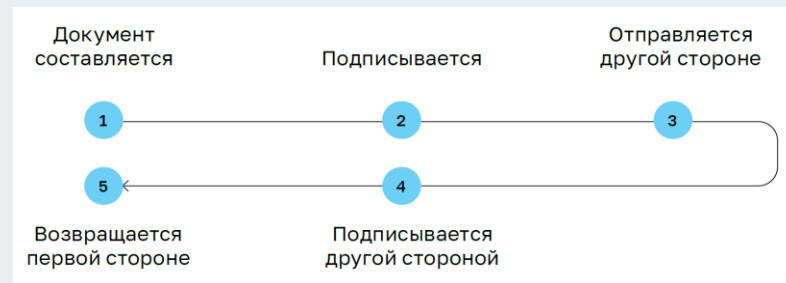 Документ
составляется
Подписывается
Отправляется
другой стороне
1
2
3
5
4
Возвращается
первой стороне
Подписывается
другой стороной